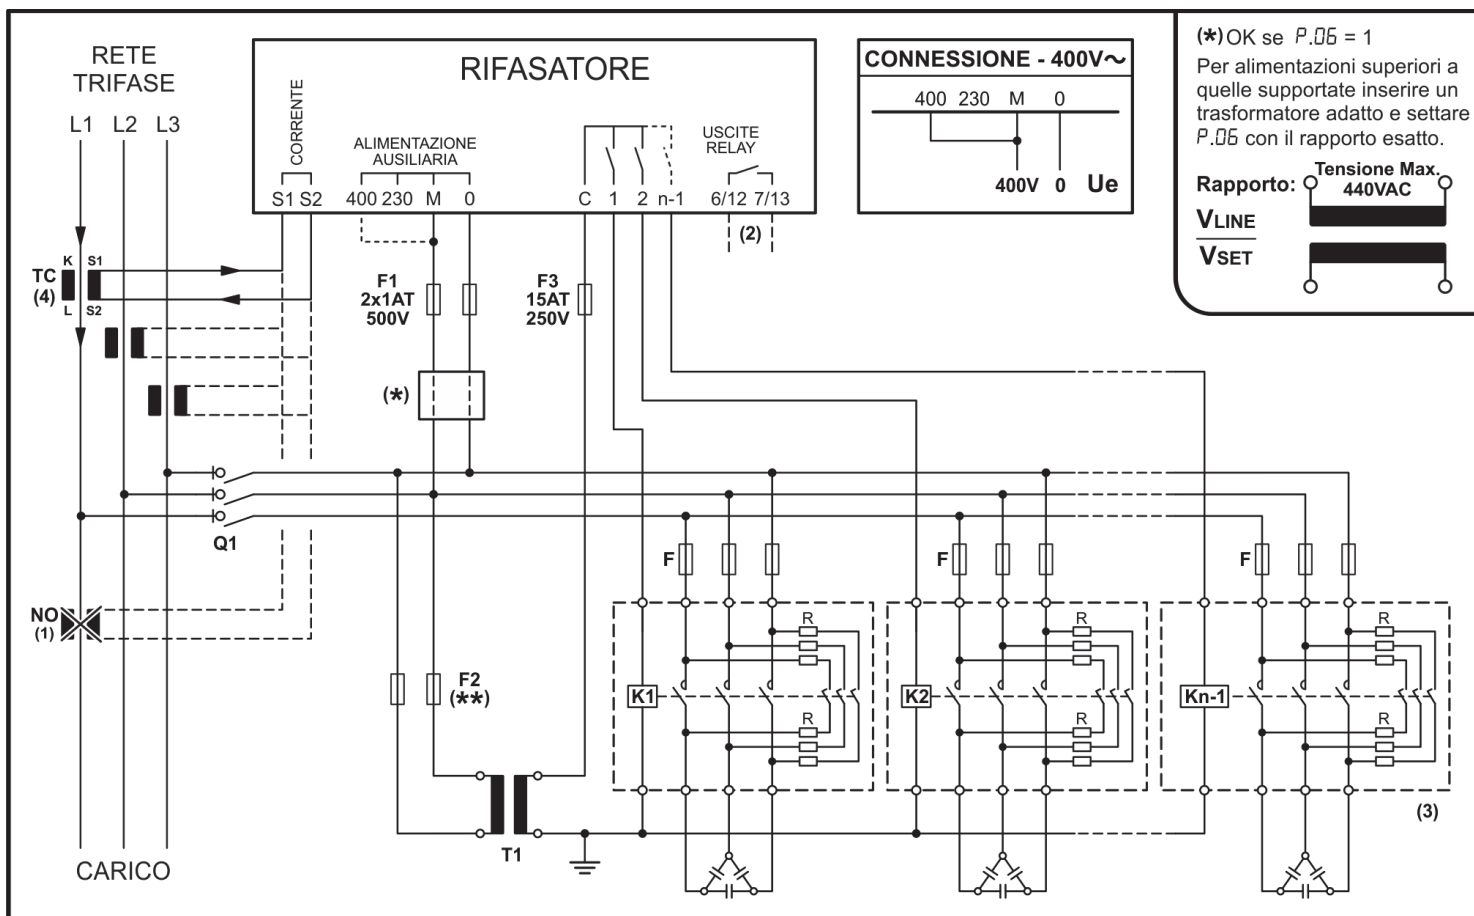 RETE
TRIFASE
L1 L2 L3
RIFASATORE
CORRENTE
ALIMENTAZIONE
AUSILIARIA
USCITE
RELAY
S1 S2 400 230 M 0 C 1 2 n-1 6/12 7/13
(2)
CONNESSIONE - 400V~
400 230 M 0
400V 0 Ue
(*) OK se P.06 = 1
Per alimentazioni superiori a
quelle supportate inserire un
trasformatore adatto e settare
P.06 con il rapporto esatto.
Rapporto:
Tensione Max.
440VAC
VLINE
VSET
K S1
TC
(4)
L S2
F1
2x1AT
500V
F3
15AT
250V
(*)
Q1
F F F
NO
(1)
R R R
F2
(**)
K1 K2 Kn-1
R R R
(3)
T1
CARICO